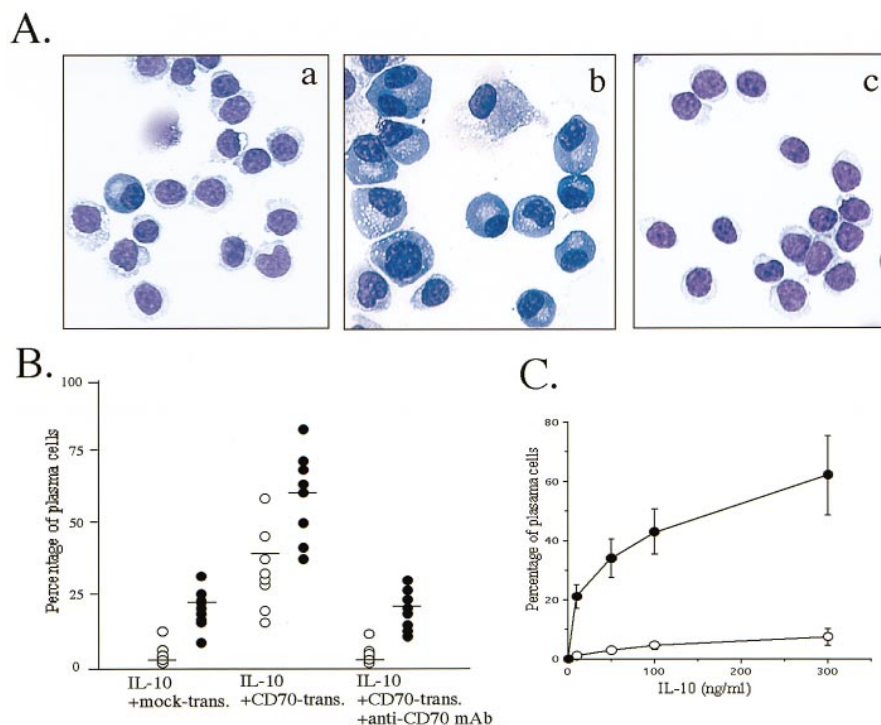 A.
a
b
c
B.
Percentage of plasma cells
100
75
50
25
0
IL-10
+mock-trans.
IL-10
+CD70-trans.
IL-10
+CD70-trans.
+anti-CD70 mAb
C.
Percentage of plasama cells
80
60
40
20
0
0
100
200
300
IL-10 (ng/ml)